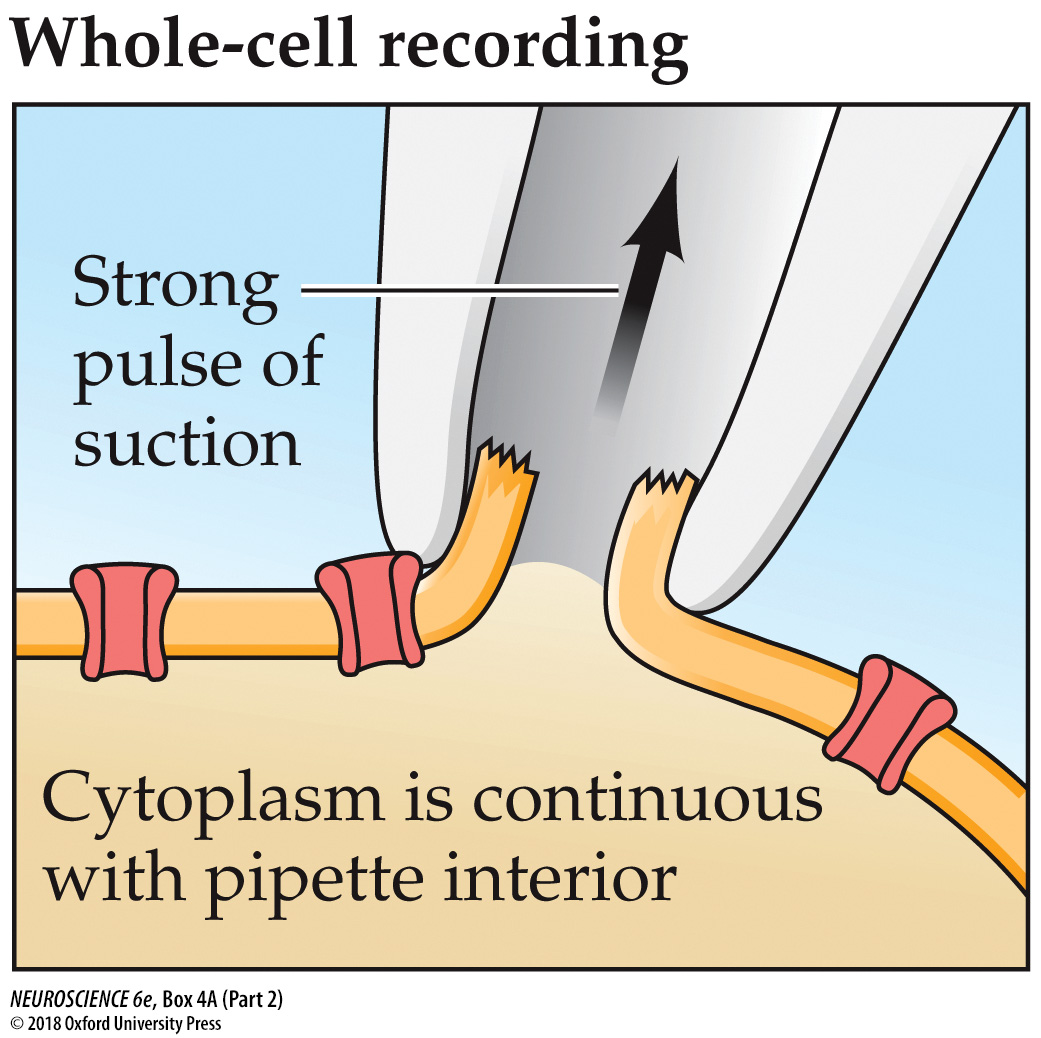 Whole-cell recording
Strong
pulse of
suction
Cytoplasm is continuous
with pipette interior
NEUROSCIENCE 6e, Box 4A (Part 2)
© 2018 Oxford University Press